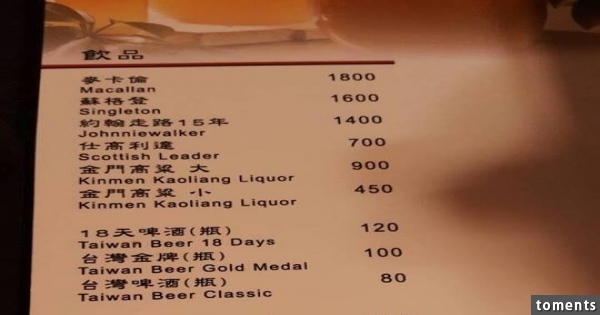 飲品
麥卡倫 1800
Macallan
蘇格登 1600
Singleton
約翰走路15年 1400
Johnniewalker
仕高利達 700
Scottish Leader
金門高粱 大 900
Kinmen Kaoliang Liquor
金門高粱 小 450
Kinmen Kaoliang Liquor
18天啤酒(瓶) 120
Taiwan Beer 18 Days
台灣金牌(瓶) 100
Taiwan Beer Gold Medal
台灣啤酒(瓶) 80
Taiwan Beer Classic
toments